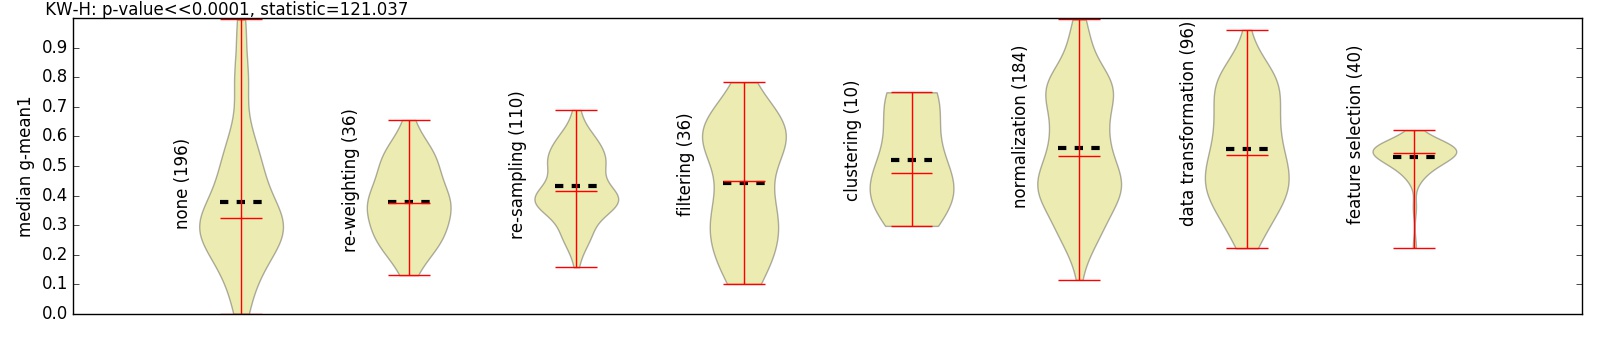 KW-H: p-value<<0.0001, statistic=121.037
median g-mean1
0.9
0.8
0.7
0.6
0.5
0.4
0.3
0.2
0.1
0.0
none (196)
re-weighting (36)
re-sampling (110)
filtering (36)
clustering (10)
normalization (184)
data transformation (96)
feature selection (40)